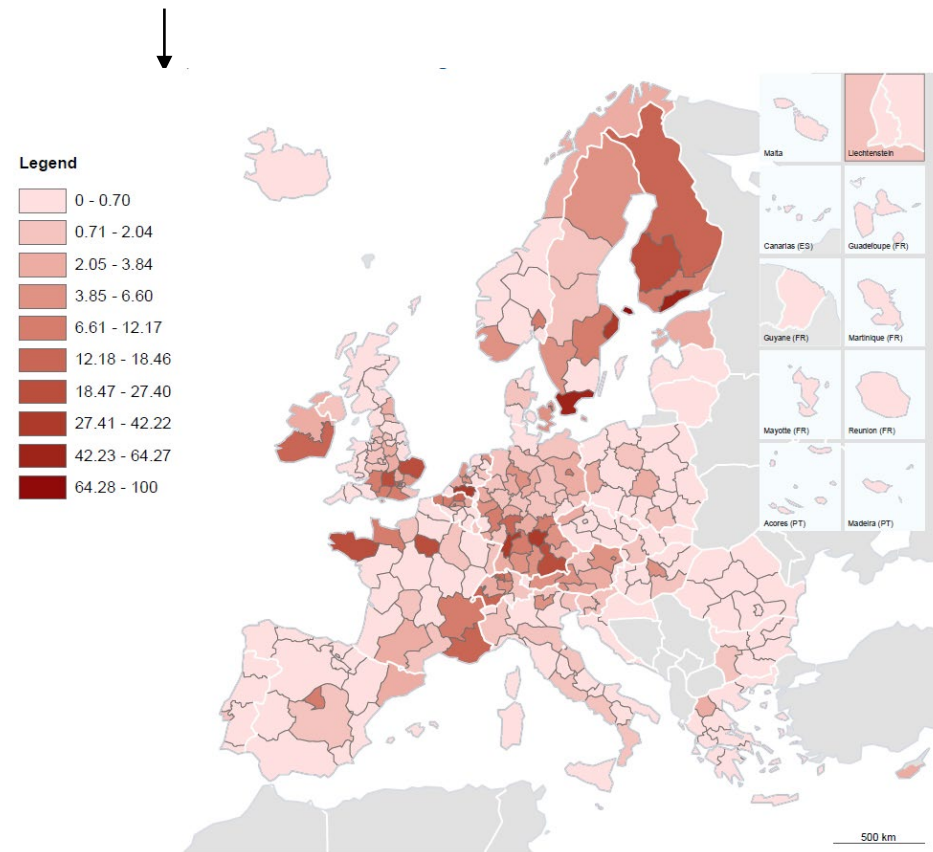 Legend
0 - 0.70
0.71 - 2.04
2.05 - 3.84
3.85 - 6.60
6.61 - 12.17
12.18 - 18.46
18.47 - 27.40
27.41 - 42.22
42.23 - 64.27
64.28 - 100
Malta
Liechtenstein
Canarias (ES)
Guadeloupe (FR)
Guyane (FR)
Martinique (FR)
Mayotte (FR)
Reunion (FR)
Acores (PT)
Madeira (PT)
500 km